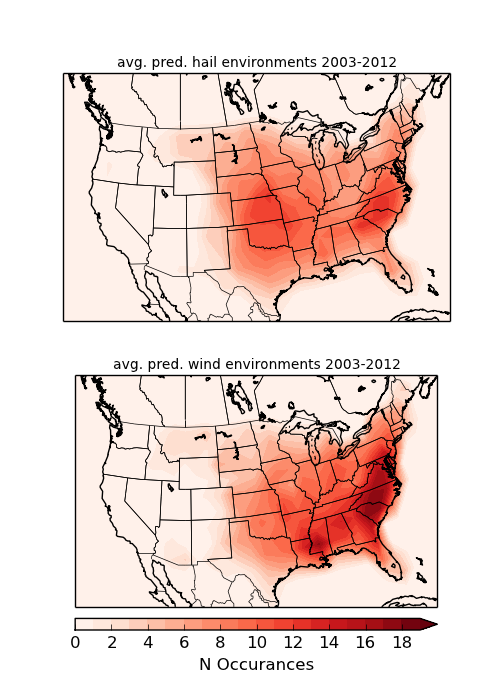 avg. pred. hail environments 2003-2012
avg. pred. wind environments 2003-2012
0 2 4 6 8 10 12 14 16 18
N Occurances